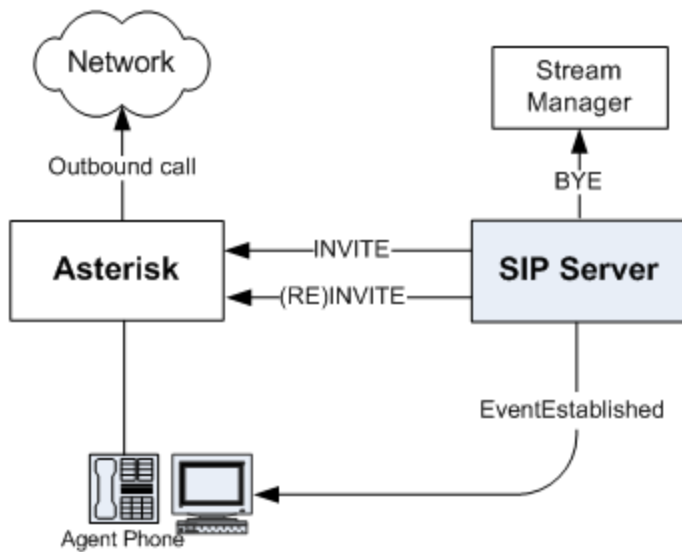 Network
Stream
Manager
Outbound call
BYE
Asterisk
INVITE
(RE)INVITE
SIP Server
EventEstablished
Agent Phone